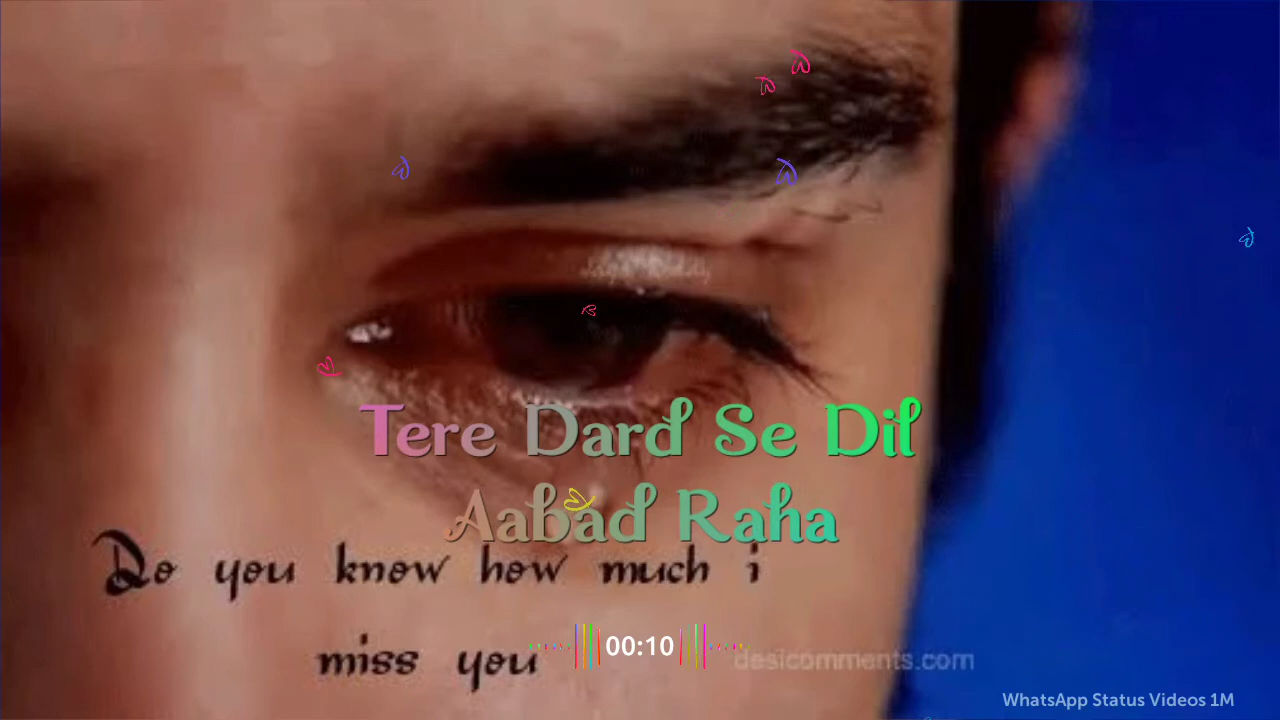 Tere Dard Se Dil
Aabad Raha
Do you know how much i
miss you
00:10
desicomments.com
WhatsApp Status Videos 1M